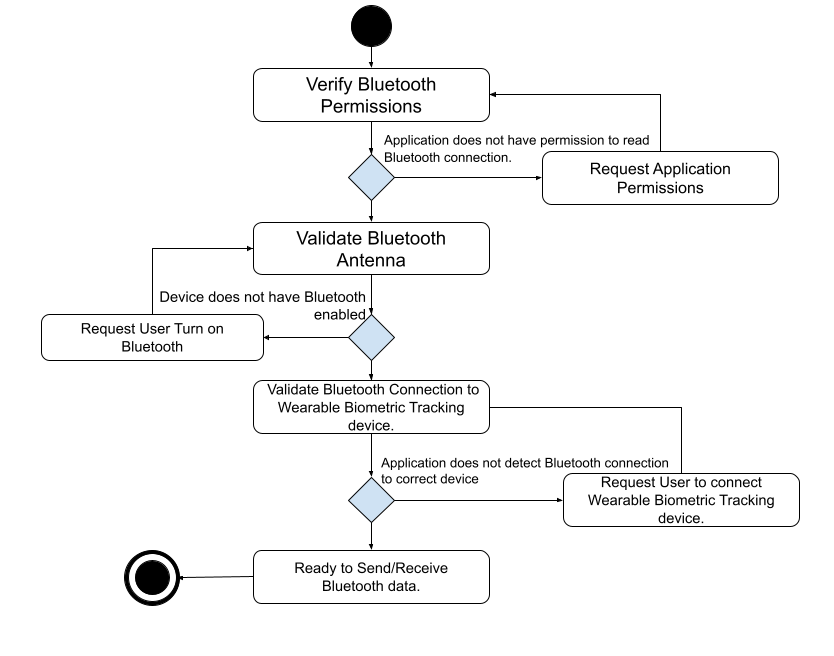 Verify Bluetooth
Permissions
Application does not have permission to read
Bluetooth connection.
Request Application
Permissions
Validate Bluetooth
Antenna
Device does not have Bluetooth
enabled
Request User Turn on
Bluetooth
Validate Bluetooth Connection to
Wearable Biometric Tracking
device.
Application does not detect Bluetooth connection
to correct device
Request User to connect
Wearable Biometric Tracking
device.
Ready to Send/Receive
Bluetooth data.